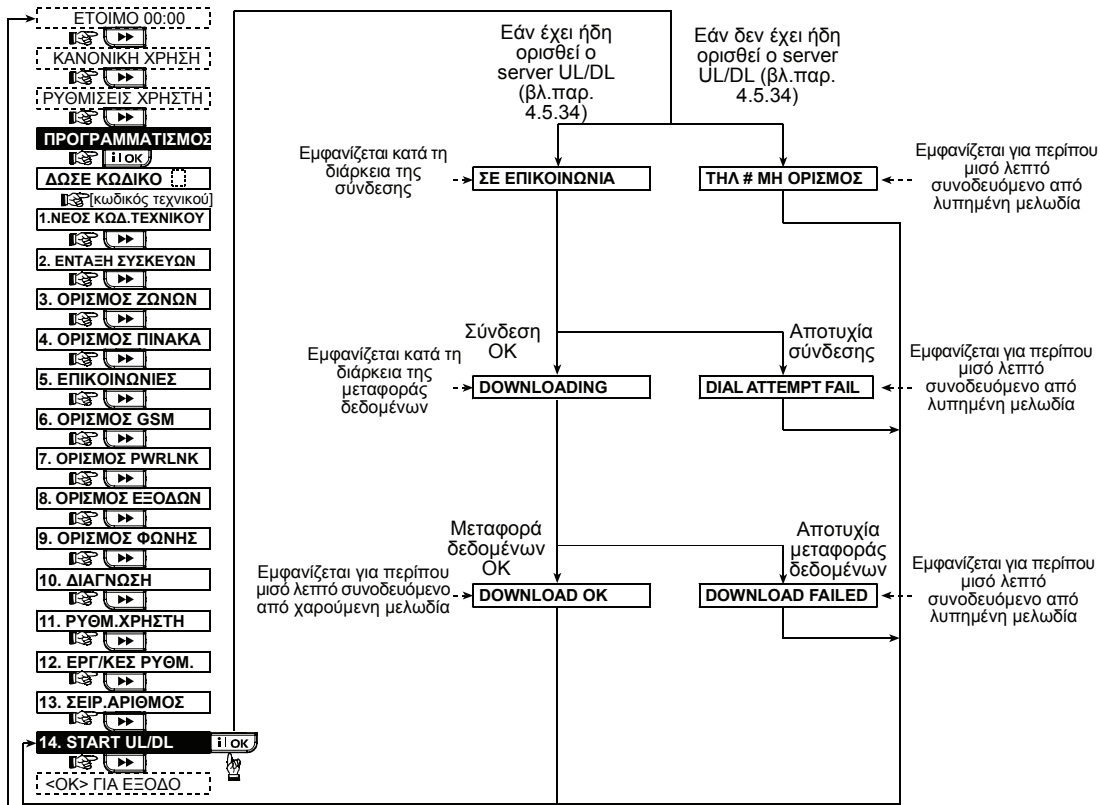 ΕΤΟΙΜΟ 00:00
ΚΑΝΟΝΙΚΗ ΧΡΗΣΗ
ΡΥΘΜΙΣΕΙΣ ΧΡΗΣΤΗ
ΠΡΟΓΡΑΜΜΑΤΙΣΜΟΣ
i I OK
ΔΩΣΕ ΚΩΔΙΚΟ
[κωδικός τεχνικού]
1.ΝΕΟΣ ΚΩΔ.ΤΕΧΝΙΚΟΥ
2. ΕΝΤΑΞΗ ΣΥΣΚΕΥΩΝ
3. ΟΡΙΣΜΟΣ ΖΩΝΩΝ
4. ΟΡΙΣΜΟΣ ΠΙΝΑΚΑ
5. ΕΠΙΚΟΙΝΩΝΙΕΣ
6. ΟΡΙΣΜΟΣ GSM
7. ΟΡΙΣΜΟΣ PWRLNK
8. ΟΡΙΣΜΟΣ ΕΞΟΔΩΝ
9. ΟΡΙΣΜΟΣ ΦΩΝΗΣ
10. ΔΙΑΓΝΩΣΗ
11. ΡΥΘΜ.ΧΡΗΣΤΗ
12. ΕΡΓ/ΚΕΣ ΡΥΘΜ.
13. ΣΕΙΡ.ΑΡΙΘΜΟΣ
14. START UL/DL
i I OK
<OK> ΓΙΑ ΕΞΟΔΟ
Εάν έχει ήδη
ορισθεί ο
server UL/DL
(βλ.παρ.
4.5.34)
Εάν δεν έχει ήδη
ορισθεί ο server
UL/DL (βλ.παρ.
4.5.34)
Εμφανίζεται κατά τη
διάρκεια της
σύνδεσης
ΣΕ ΕΠΙΚΟΙΝΩΝΙΑ
ΤΗΛ # ΜΗ ΟΡΙΣΜΟΣ
Εμφανίζεται για περίπου
μισό λεπτό
συνοδευόμενο από
λυπημένη μελωδία
Σύνδεση
OK
Αποτυχία
σύνδεσης
Εμφανίζεται κατά τη
διάρκεια της
μεταφοράς
δεδομένων
DOWNLOADING
DIAL ATTEMPT FAIL
Εμφανίζεται για περίπου
μισό λεπτό
συνοδευόμενο από
λυπημένη μελωδία
Μεταφορά
δεδομένων
OK
Αποτυχία
μεταφοράς
δεδομένων
Εμφανίζεται για περίπου
μισό λεπτό συνοδευόμενο
από χαρούμενη μελωδία
DOWNLOAD OK
DOWNLOAD FAILED
Εμφανίζεται για περίπου
μισό λεπτό
συνοδευόμενο από
λυπημένη μελωδία